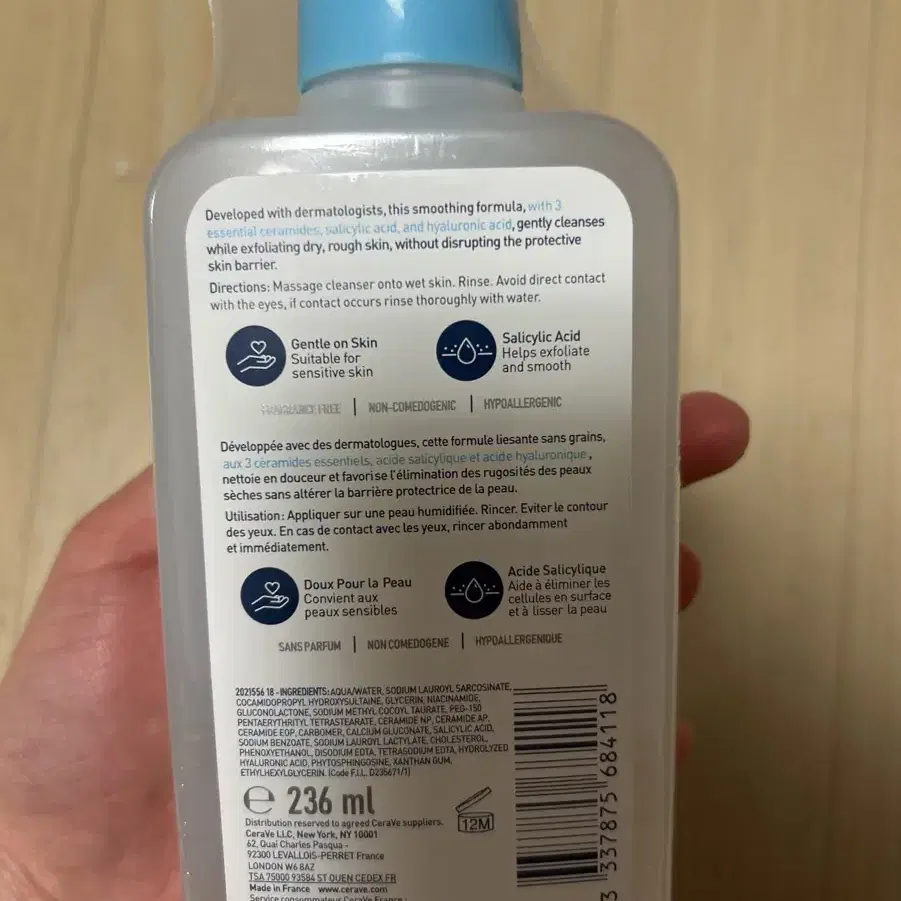 Developed with dermatologists, this smoothing formula, with 3
essential ceramides, salicylic acid, and hyaluronic acid, gently cleanses
while exfoliating dry, rough skin, without disrupting the protective
skin barrier.
Directions: Massage cleanser onto wet skin. Rinse. Avoid direct contact
with the eyes, if contact occurs rinse thoroughly with water.
Gentle on Skin
Suitable for
sensitive skin
Salicylic Acid
Helps exfoliate
and smooth
FRAGRANCE FREE | NON-COMEDOGENIC | HYPOALLERGENIC
Développée avec des dermatologues, cette formule lissante sans grains,
aux 3 céramides essentiels, acide salicylique et acide hyaluronique,
nettoie en douceur et favorise l'élimination des rugosités des peaux
sèches sans altérer la barrière protectrice de la peau.
Utilisation: Appliquer sur une peau humidifiée. Rincer. Eviter le contour
des yeux. En cas de contact avec les yeux, rincer abondamment
et immédiatement.
Doux Pour la Peau
Convient aux
peaux sensibles
Acide Salicylique
Aide à éliminer les
cellules en surface
et à lisser la peau
SANS PARFUM | NON COMEDOGENE | HYPOALLERGENIQUE
2021556 18 - INGREDIENTS: AQUA/WATER, SODIUM LAUROYL SARCOSINATE,
COCAMIDOPROPYL HYDROXYSULTAINE, GLYCERIN, NIACINAMIDE,
GLUCONOLACTONE, SODIUM METHYL COCOYL TAURATE, PEG-150
PENTAERYTHRITYL TETRASTEARATE, CERAMIDE NP, CERAMIDE AP,
CERAMIDE EOP, CARBOMER, CALCIUM GLUCONATE, SALICYLIC ACID,
SODIUM BENZOATE, SODIUM LAUROYL LACTYLATE, CHOLESTEROL,
PHENOXYETHANOL, DISODIUM EDTA, TETRASODIUM EDTA, HYDROLYZED
HYALURONIC ACID, PHYTOSPHINGOSINE, XANTHAN GUM,
ETHYLHEXYLGLYCERIN. (Code F.I.L. D235671/1)
℮ 236 ml
12M
Distribution reserved to agreed CeraVe suppliers.
CeraVe LLC, New York, NY 10001
62, Quai Charles Pasqua -
92300 LEVALLOIS-PERRET France
LONDON W6 8AZ
TSA 75000 93584 ST OUEN CEDEX FR
Made in France www.cerave.com
Service consommateur CeraVe France:
3 337875 684118